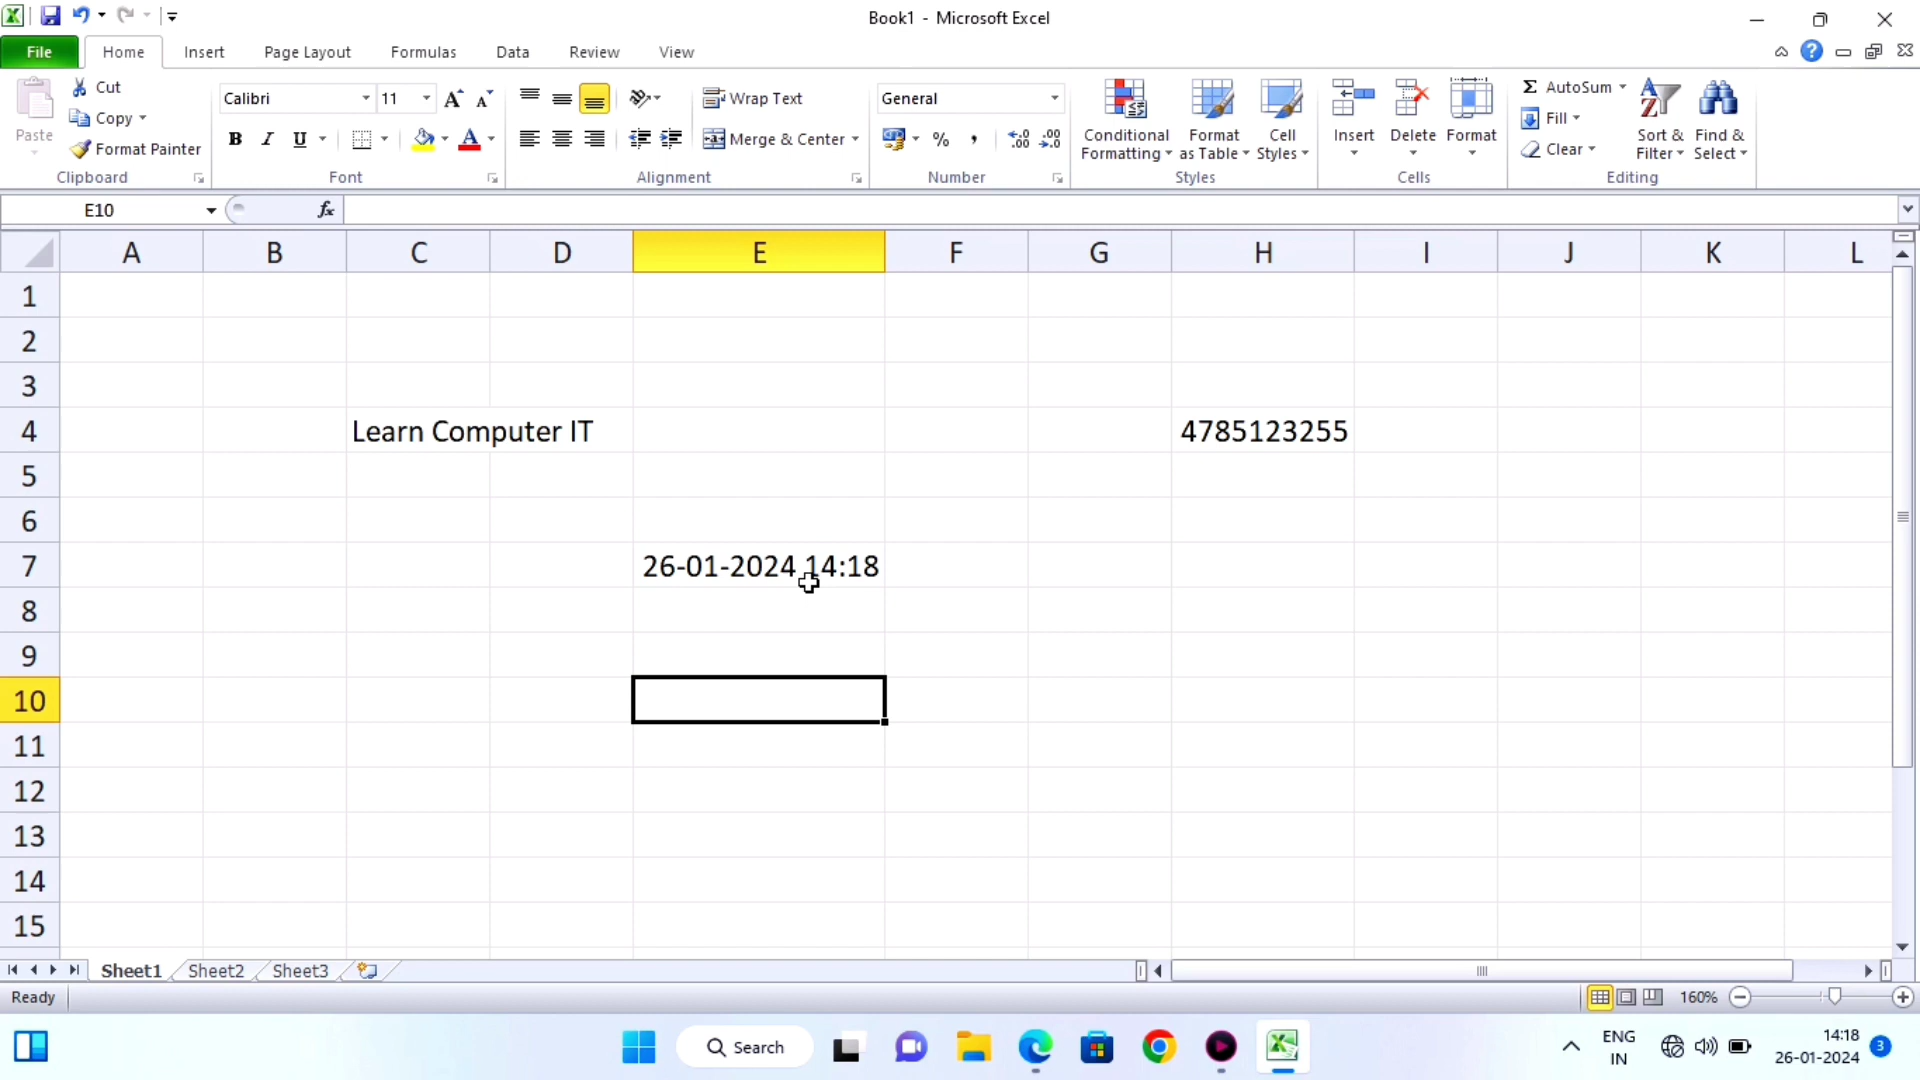 Book1 - Microsoft Excel
File Home Insert Page Layout Formulas Data Review View
Paste
Cut
Copy
Format Painter
Clipboard
Calibri 11
B I U
Font
Wrap Text
Merge & Center
Alignment
General
%
Number
Conditional Formatting
Format as Table
Cell Styles
Styles
Insert Delete Format
Cells
Σ AutoSum
Fill
Clear
Sort & Filter
Find & Select
Editing
E10 fx
A B C D E F G H I J K L
1
2
3
4 Learn Computer IT 4785123255
5
6
7 26-01-2024 14:18
8
9
10
11
12
13
14
15
Sheet1 Sheet2 Sheet3
Ready 160%
Search
ENG
IN
14:18
26-01-2024
3